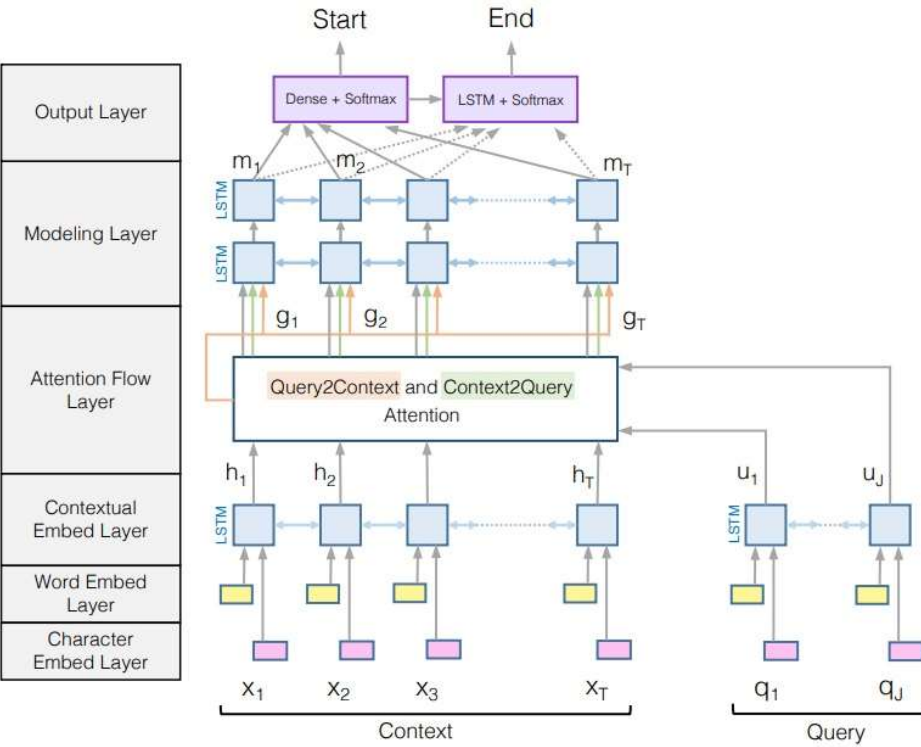 Start End
Output Layer
Dense + Softmax
LSTM + Softmax
m1 m2 mT
LSTM
Modeling Layer
LSTM
g1 g2 gT
Attention Flow
Layer
Query2Context and Context2Query
Attention
h1 h2 hT
u1 uJ
Contextual
Embed Layer
LSTM
LSTM
Word Embed
Layer
Character
Embed Layer
x1 x2 x3 xT
q1 qJ
Context
Query